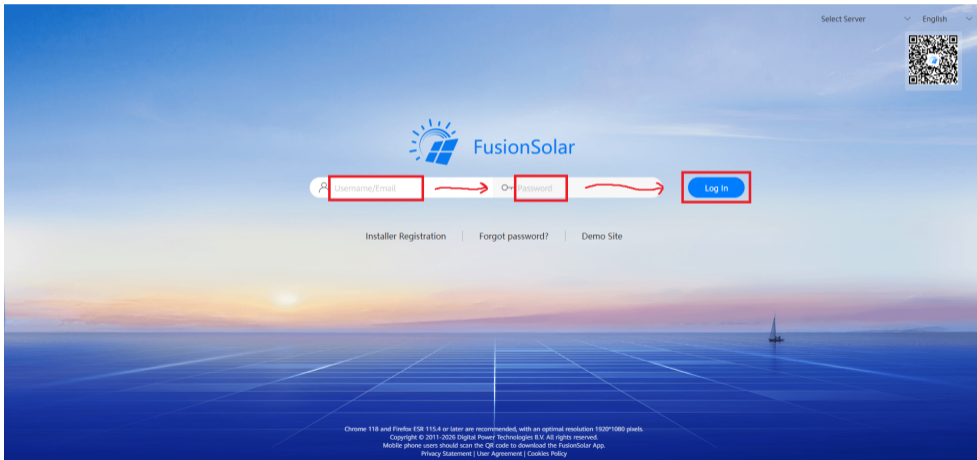 Select Server English
FusionSolar
Username/Email Password Log In
Installer Registration Forgot password? Demo Site
Chrome 118 and Firefox ESR 115.4 or later are recommended, with an optimal resolution 1920*1080 pixels.
Copyright © 2011-2026 Digital Power Technologies B.V. All rights reserved.
Mobile phone users should scan the QR code to download the FusionSolar App.
Privacy Statement | User Agreement | Cookies Policy